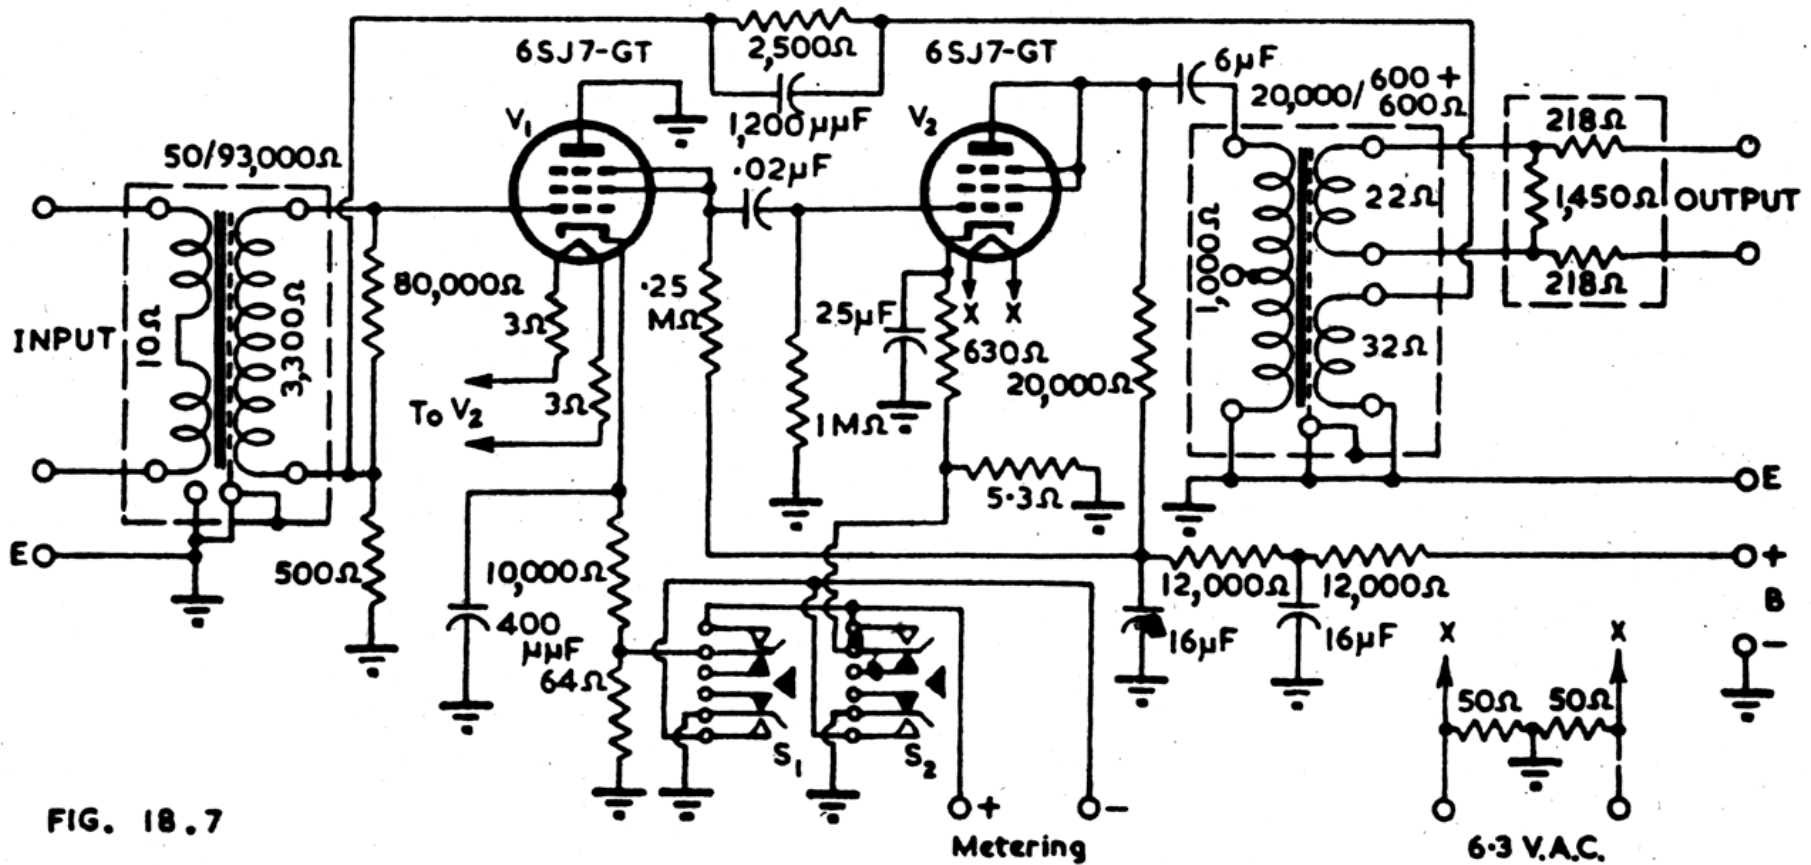 6SJ7-GT
2,500Ω
6SJ7-GT
6μF
20,000/600+600Ω
V₁
1,200μμF
V₂
218Ω
50/93,000Ω
.02μF
22Ω
1,450Ω
OUTPUT
1,000Ω
INPUT
10Ω
3,300Ω
80,000Ω
3Ω
.25
MΩ
25μF
X X
630Ω
218Ω
32Ω
To V₂
3Ω
1MΩ
20,000Ω
5.3Ω
E
E
500Ω
10,000Ω
12,000Ω
12,000Ω
+
B
-
400
μμF
64Ω
16μF
16μF
X
X
50Ω
50Ω
S₁
S₂
FIG. 18.7
+
-
Metering
6.3 V.A.C.